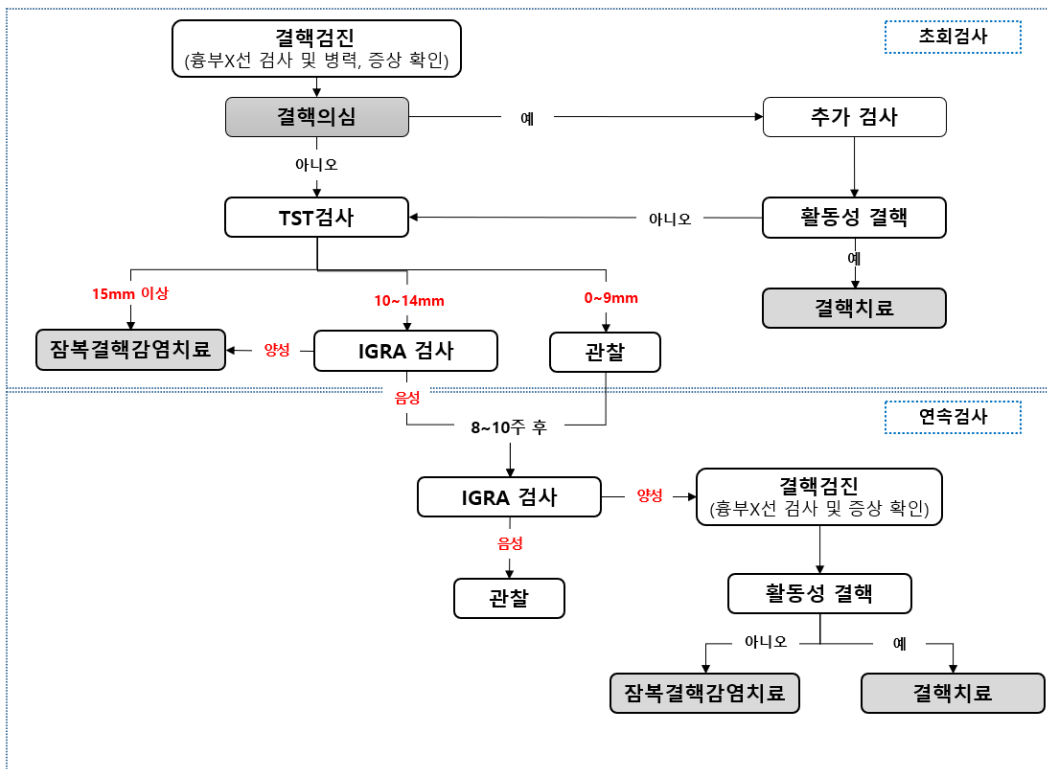 초회검사
결핵검진
(흉부X선 검사 및 병력, 증상 확인)
결핵의심
예
추가 검사
아니오
TST검사
아니오
활동성 결핵
예
15mm 이상
10~14mm
0~9mm
결핵치료
잠복결핵감염치료
양성
IGRA 검사
관찰
음성
연속검사
8~10주 후
IGRA 검사
양성
결핵검진
(흉부X선 검사 및 증상 확인)
음성
관찰
활동성 결핵
아니오
예
잠복결핵감염치료
결핵치료